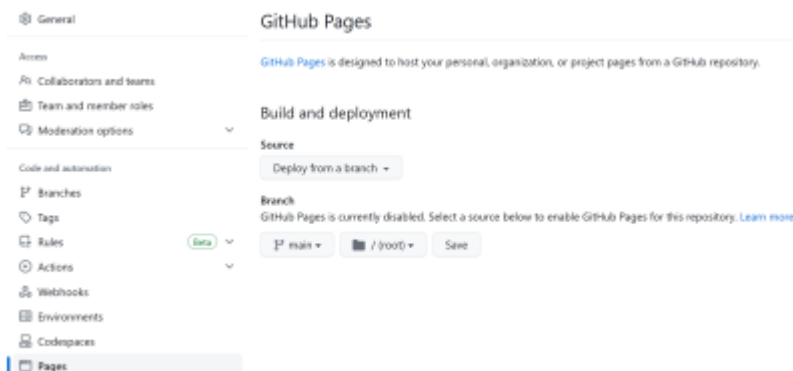 General
Access
Collaborators and teams
Team and member roles
Moderation options
Code and automation
Branches
Tags
Rules Beta
Actions
Webhooks
Environments
Codespaces
Pages
GitHub Pages
GitHub Pages is designed to host your personal, organization, or project pages from a GitHub repository.
Build and deployment
Source
Deploy from a branch
Branch
GitHub Pages is currently disabled. Select a source below to enable GitHub Pages for this repository. Learn more
main / (root) Save